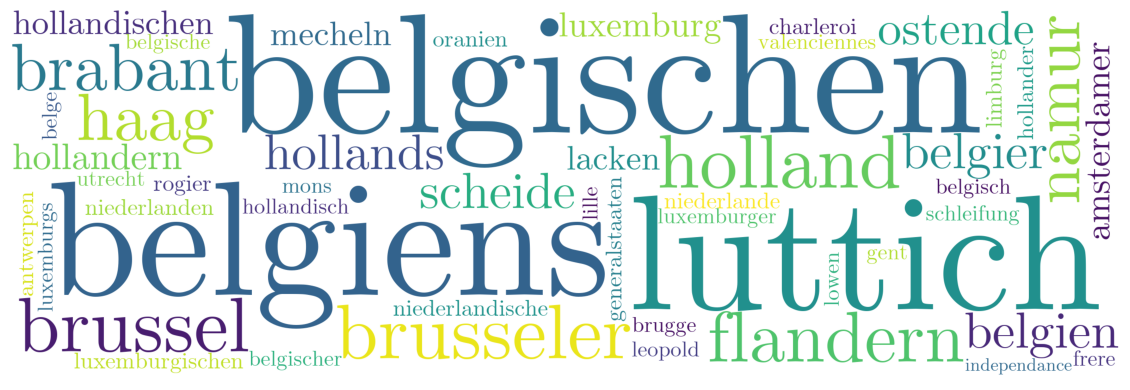 hollandischen
belgische
mecheln
oranien
luxemburg
charleroi
valenciennes
ostende
namur
amsterdamer
brabant
belgischen
limburg
hollander
belge
haag
hollandern
hollands
lacken
holland
belgier
utrecht
rogier
mons
scheide
lille
niederlande
belgisch
niederlanden
hollandisch
luxemburger
schleifung
antwerpen
luxemburgs
belgiens
generalstaaten
luttich
gent
lowen
brussel
niederlandische
brusseler
brugge
leopold
flandern
belgien
luxemburgischen
belgischer
independance
frere